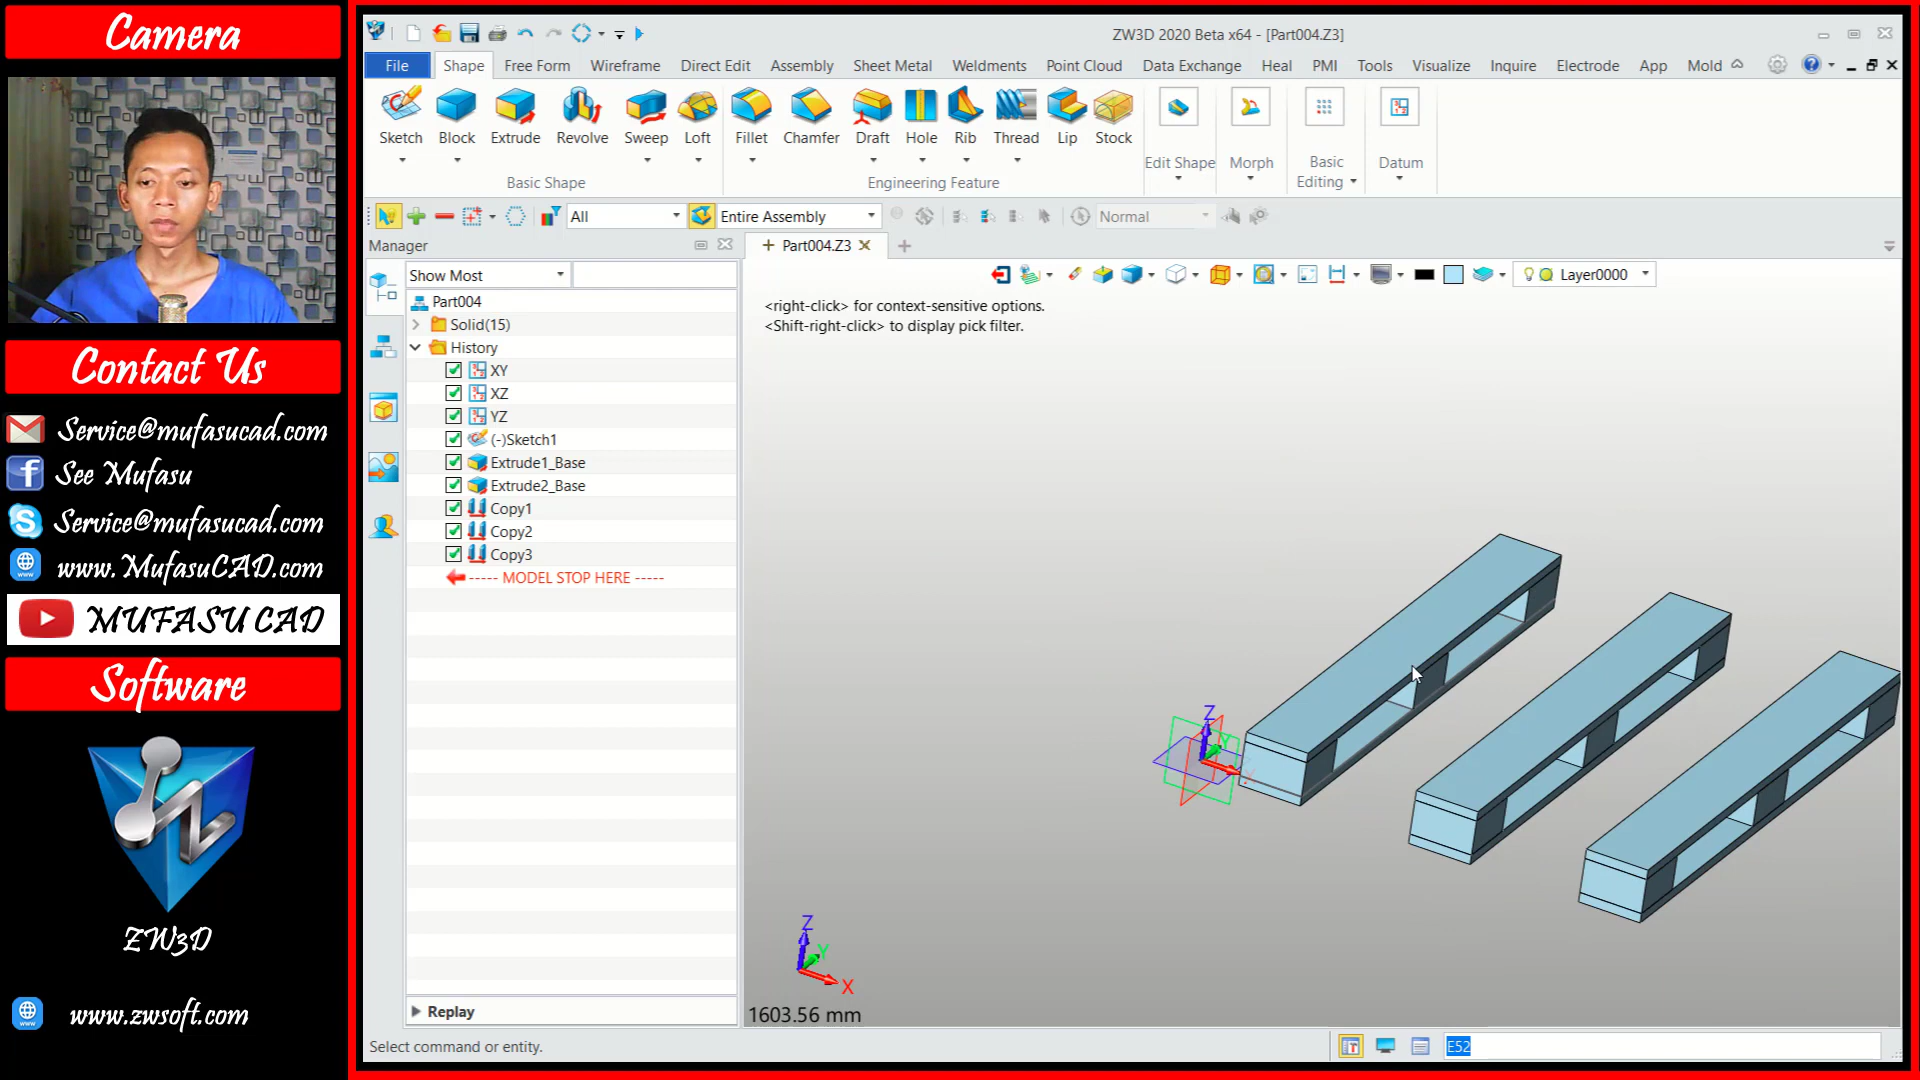 Camera
Contact Us
Service@mufasucad.com
See Mufasu
Service@mufasucad.com
www.MufasuCAD.com
MUFASU CAD
Software
ZW3D
www.zwsoft.com
ZW3D 2020 Beta x64 - [Part004.Z3]
File Shape Free Form Wireframe Direct Edit Assembly Sheet Metal Weldments Point Cloud Data Exchange Heal PMI Tools Visualize Inquire Electrode App Mold
Sketch Block Extrude Revolve Sweep Loft Fillet Chamfer Draft Hole Rib Thread Lip Stock
Edit Shape Morph Basic Editing Datum
Basic Shape Engineering Feature
All Entire Assembly Normal
Manager Part004.Z3
Show Most
Layer0000
Part004
Solid(15)
History
XY
XZ
YZ
(-)Sketch1
Extrude1_Base
Extrude2_Base
Copy1
Copy2
Copy3
----- MODEL STOP HERE -----
Replay
<right-click> for context-sensitive options.
<Shift-right-click> to display pick filter.
Z
Y
X
Z
Y
X
1603.56 mm
Select command or entity.
E52